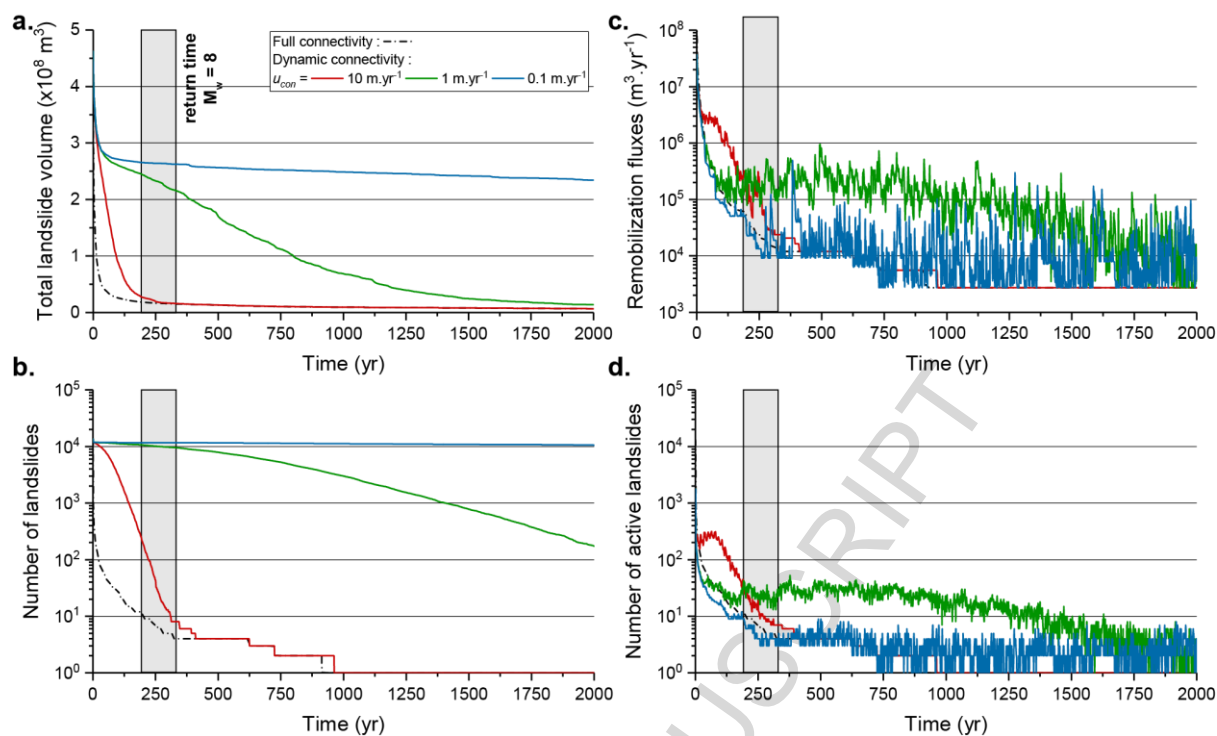 a.
Total landslide volume (x10⁸ m³)
5
4
3
2
1
0
0 250 500 750 1000 1250 1500 1750 2000
Time (yr)
return time
M_w = 8
Full connectivity :
Dynamic connectivity :
u_con = 10 m.yr⁻¹ 1 m.yr⁻¹ 0.1 m.yr⁻¹
c.
Remobilization fluxes (m³.yr⁻¹)
10⁸
10⁷
10⁶
10⁵
10⁴
10³
0 250 500 750 1000 1250 1500 1750 2000
Time (yr)
b.
Number of landslides
10⁵
10⁴
10³
10²
10¹
10⁰
0 250 500 750 1000 1250 1500 1750 2000
Time (yr)
d.
Number of active landslides
10⁵
10⁴
10³
10²
10¹
10⁰
0 250 500 750 1000 1250 1500 1750 2000
Time (yr)
USCRIPT